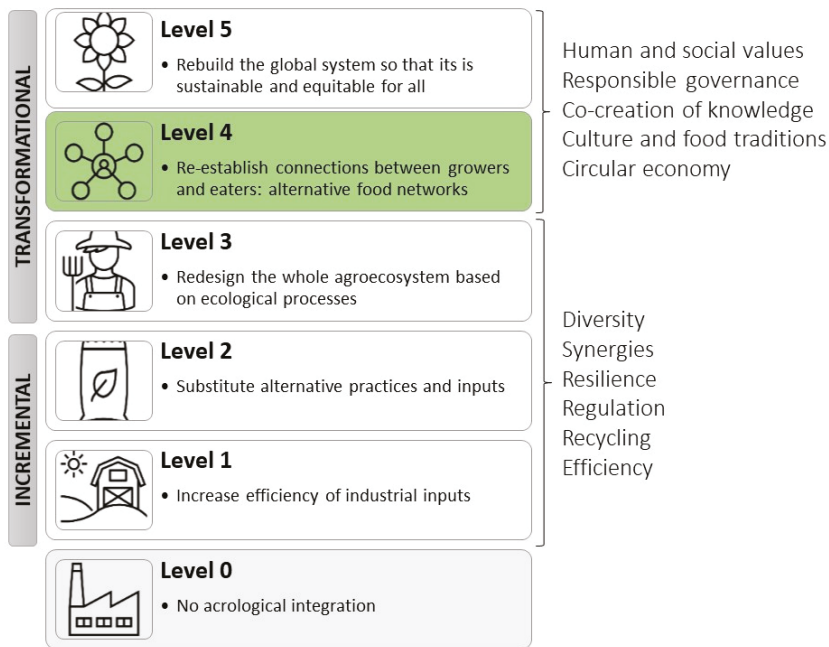 TRANSFORMATIONAL
Level 5
• Rebuild the global system so that its is
sustainable and equitable for all
Level 4
• Re-establish connections between growers
and eaters: alternative food networks
Level 3
• Redesign the whole agroecosystem based
on ecological processes
INCREMENTAL
Level 2
• Substitute alternative practices and inputs
Level 1
• Increase efficiency of industrial inputs
Level 0
• No acrological integration
Human and social values
Responsible governance
Co-creation of knowledge
Culture and food traditions
Circular economy
Diversity
Synergies
Resilience
Regulation
Recycling
Efficiency